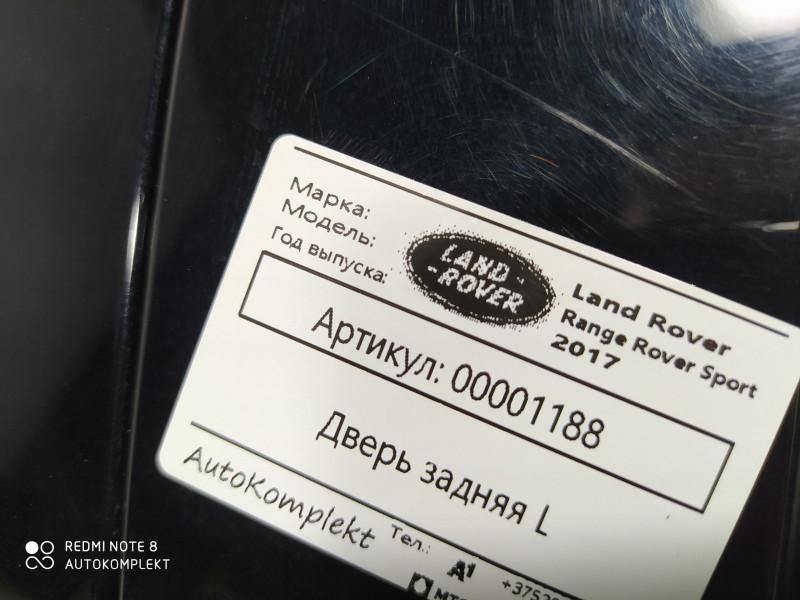 Марка:
Модель:
Год выпуска:
LAND
-ROVER
Land Rover
Range Rover Sport
2017
Артикул: 00001188
Дверь задняя L
AutoKomplekt
Тел.:
A1
REDMI NOTE 8
AUTOKOMPLEKT